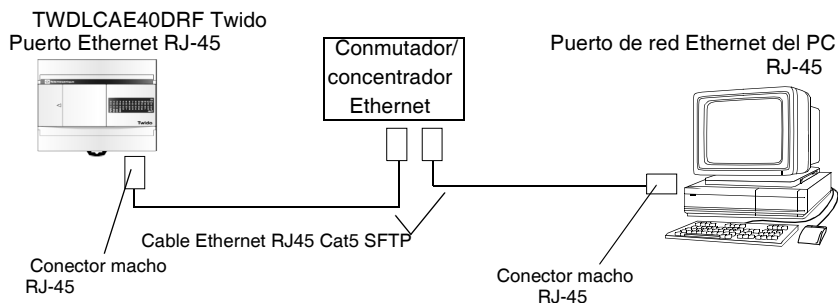 TWDLCAE40DRF Twido
Puerto Ethernet RJ-45
Conmutador/
concentrador
Ethernet
Puerto de red Ethernet del PC
RJ-45
Twido
Cable Ethernet RJ45 Cat5 SFTP
Conector macho
RJ-45
Conector macho
RJ-45